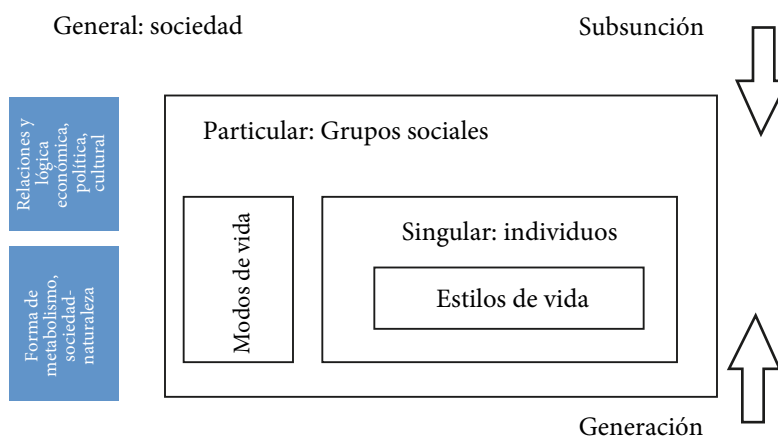 General: sociedad
Subsunción
Relaciones y
lógica
económica,
política,
cultural
Particular: Grupos sociales
Modos de vida
Singular: individuos
Estilos de vida
Forma de
metabolismo,
sociedad-
naturaleza
Generación